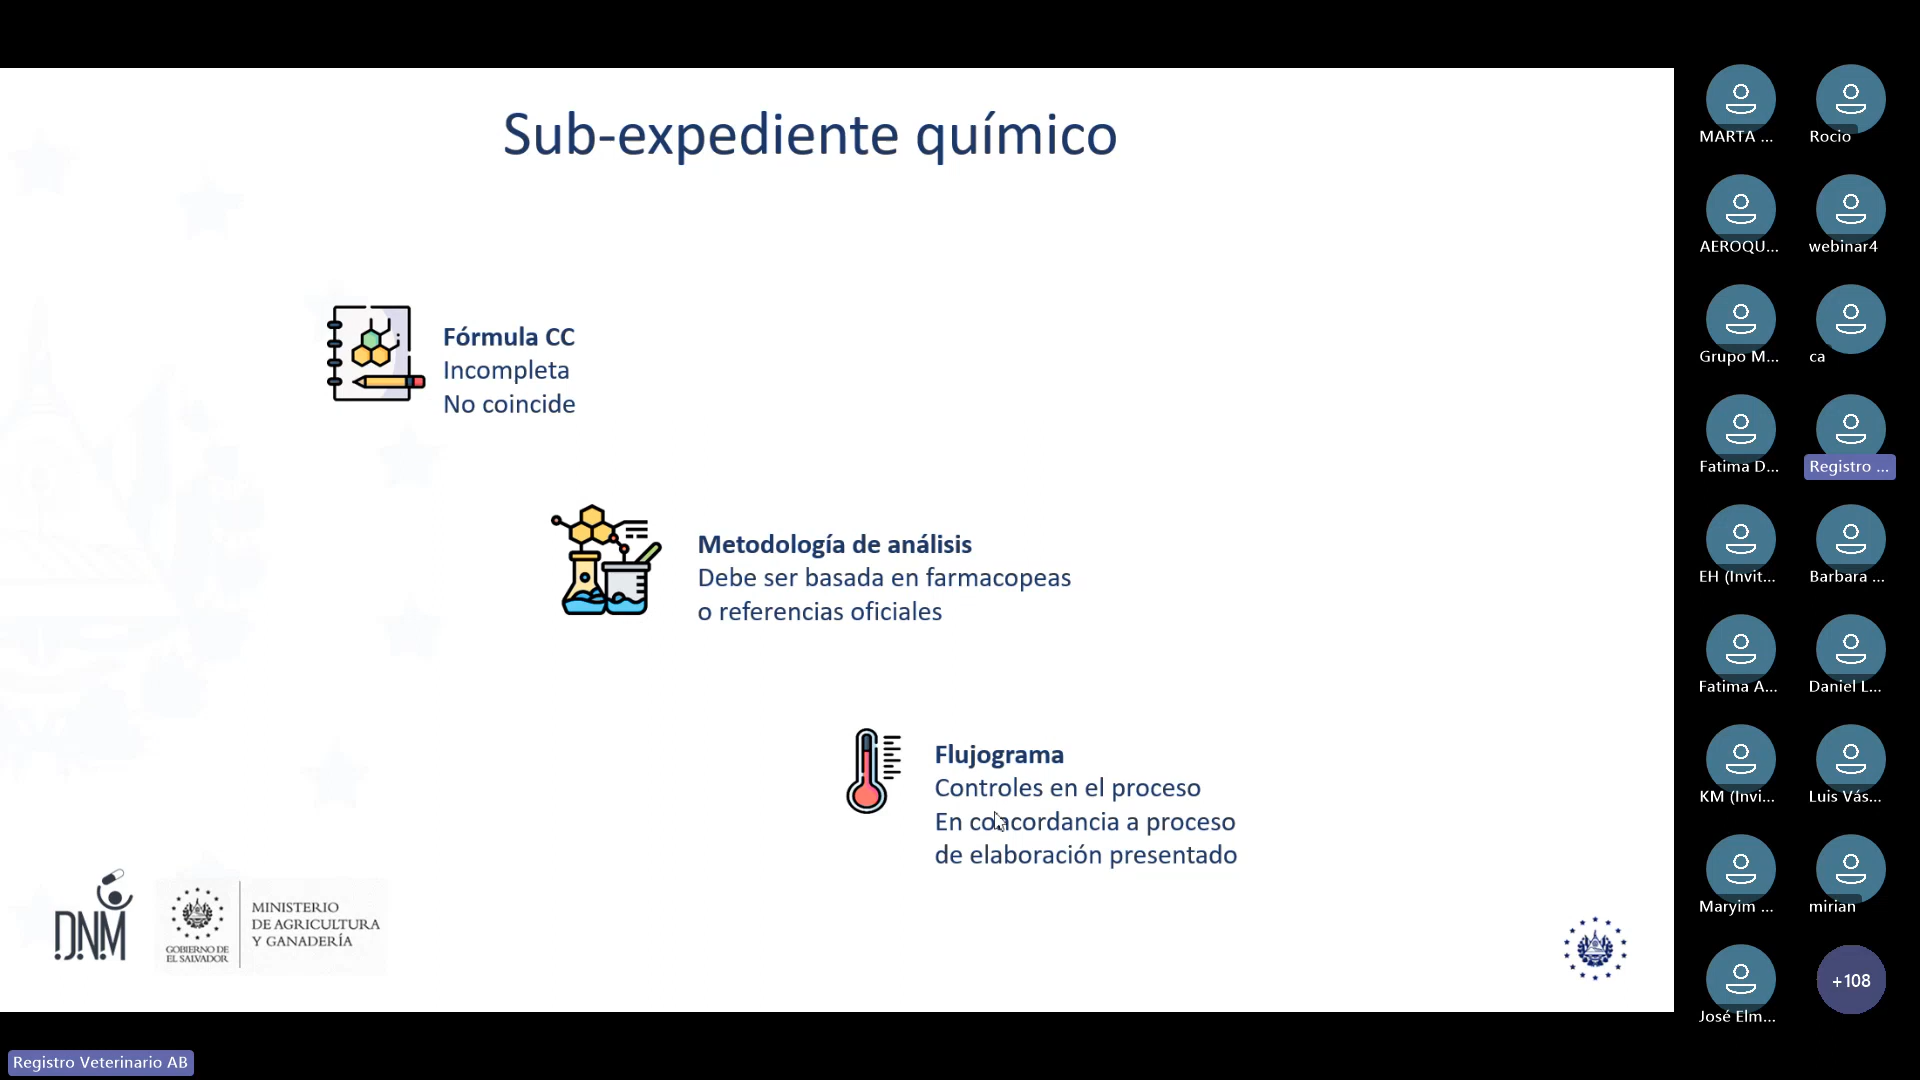 Sub-expediente químico
Fórmula CC
Incompleta
No coincide
Metodología de análisis
Debe ser basada en farmacopeas
o referencias oficiales
Flujograma
Controles en el proceso
En concordancia a proceso
de elaboración presentado
DNM
GOBIERNO DE
EL SALVADOR
MINISTERIO
DE AGRICULTURA
Y GANADERÍA
MARTA ...
Rocio
AEROQU...
webinar4
Grupo M...
ca
Fatima D...
Registro ...
EH (Invit...
Barbara ...
Fatima A...
Daniel L...
KM (Invi...
Luis Vás...
Maryim ...
mirian
José Elm...
+108
Registro Veterinario AB